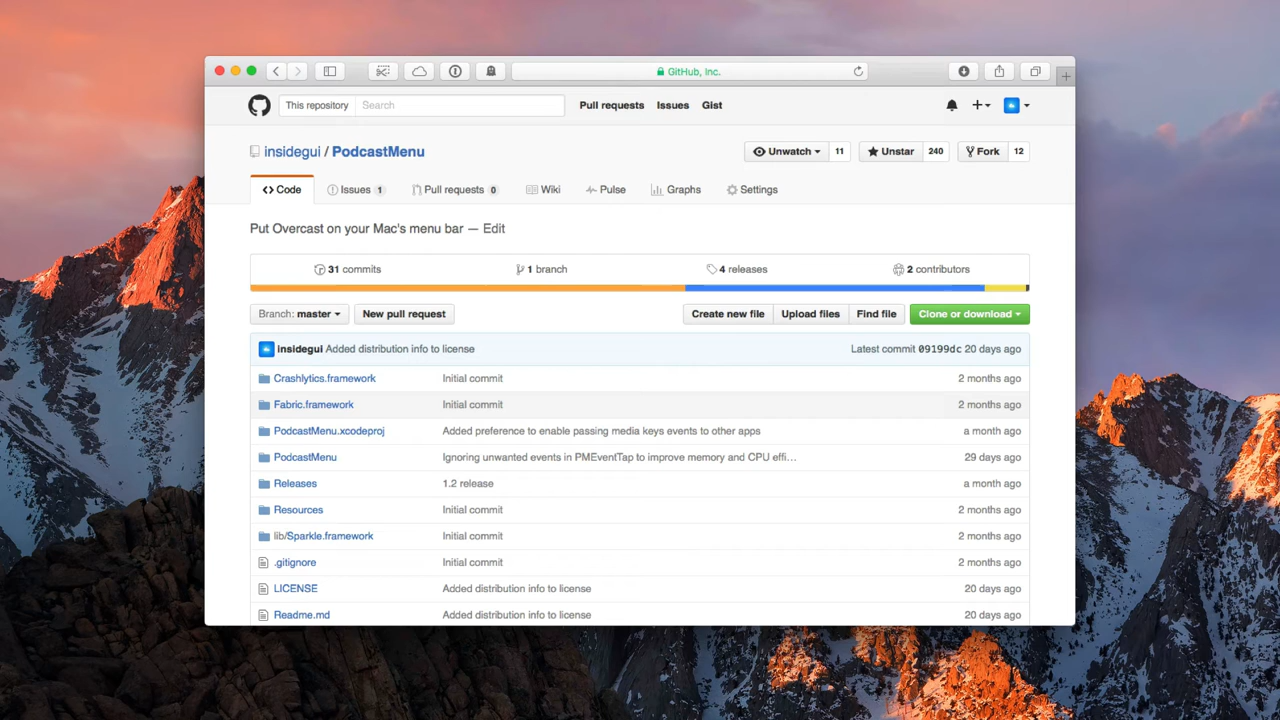 GitHub, Inc.
This repository Search Pull requests Issues Gist
insidegui / PodcastMenu Unwatch 11 Unstar 240 Fork 12
Code Issues 1 Pull requests 0 Wiki Pulse Graphs Settings
Put Overcast on your Mac's menu bar — Edit
31 commits 1 branch 4 releases 2 contributors
Branch: master New pull request Create new file Upload files Find file Clone or download
insidegui Added distribution info to license Latest commit 09199dc 20 days ago
Crashlytics.framework Initial commit 2 months ago
Fabric.framework Initial commit 2 months ago
PodcastMenu.xcodeproj Added preference to enable passing media keys events to other apps a month ago
PodcastMenu Ignoring unwanted events in PMEventTap to improve memory and CPU effi… 29 days ago
Releases 1.2 release a month ago
Resources Initial commit 2 months ago
lib/Sparkle.framework Initial commit 2 months ago
.gitignore Initial commit 2 months ago
LICENSE Added distribution info to license 20 days ago
Readme.md Added distribution info to license 20 days ago